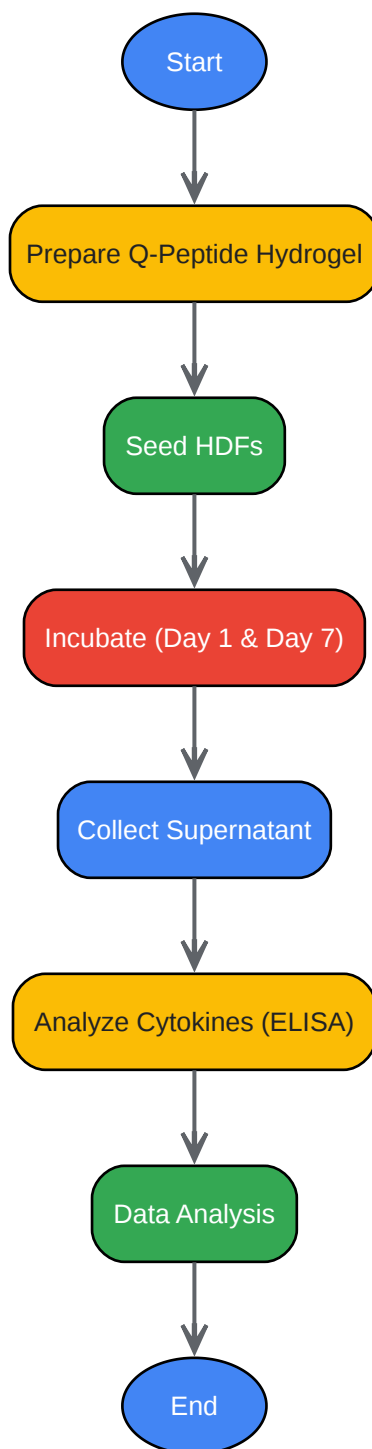 Start
Prepare Q-Peptide Hydrogel
Seed HDFs
Incubate (Day 1 & Day 7)
Collect Supernatant
Analyze Cytokines (ELISA)
Data Analysis
End